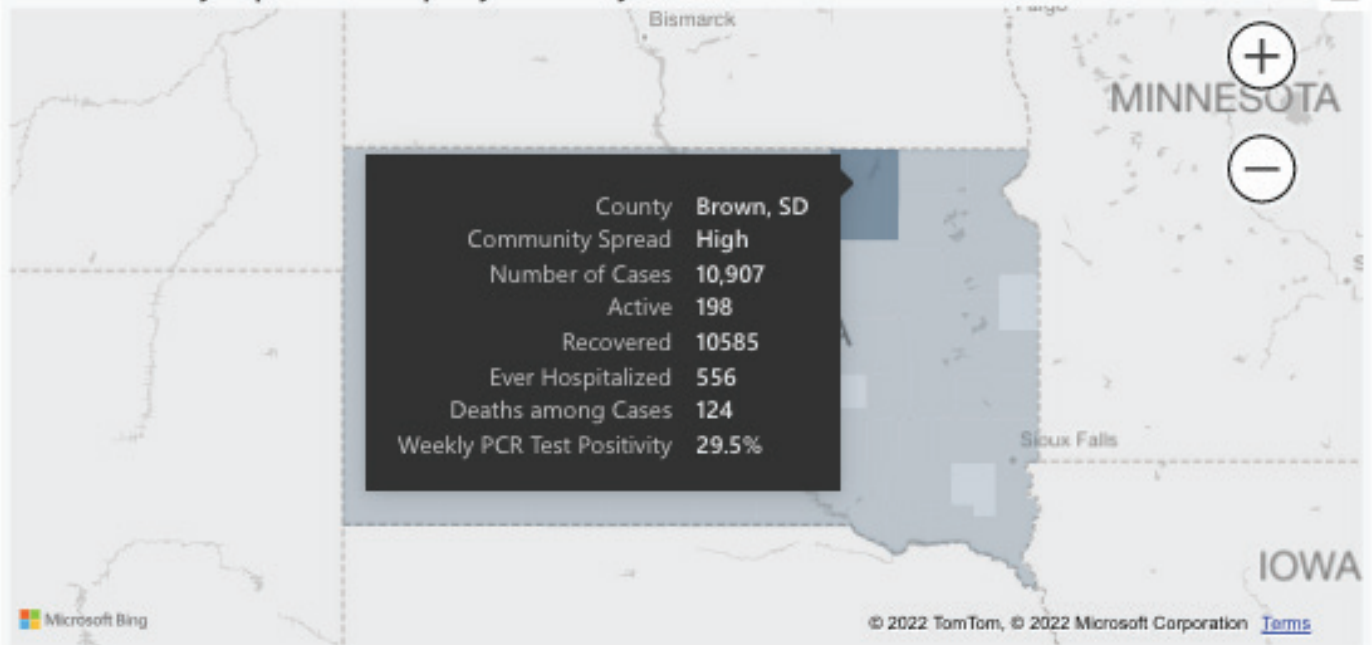 Bismarck
MINNESOTA
County Brown, SD
Community Spread High
Number of Cases 10,907
Active 198
Recovered 10585
Ever Hospitalized 556
Deaths among Cases 124
Weekly PCR Test Positivity 29.5%
Sioux Falls
IOWA
Microsoft Bing
© 2022 TomTom, © 2022 Microsoft Corporation Terms